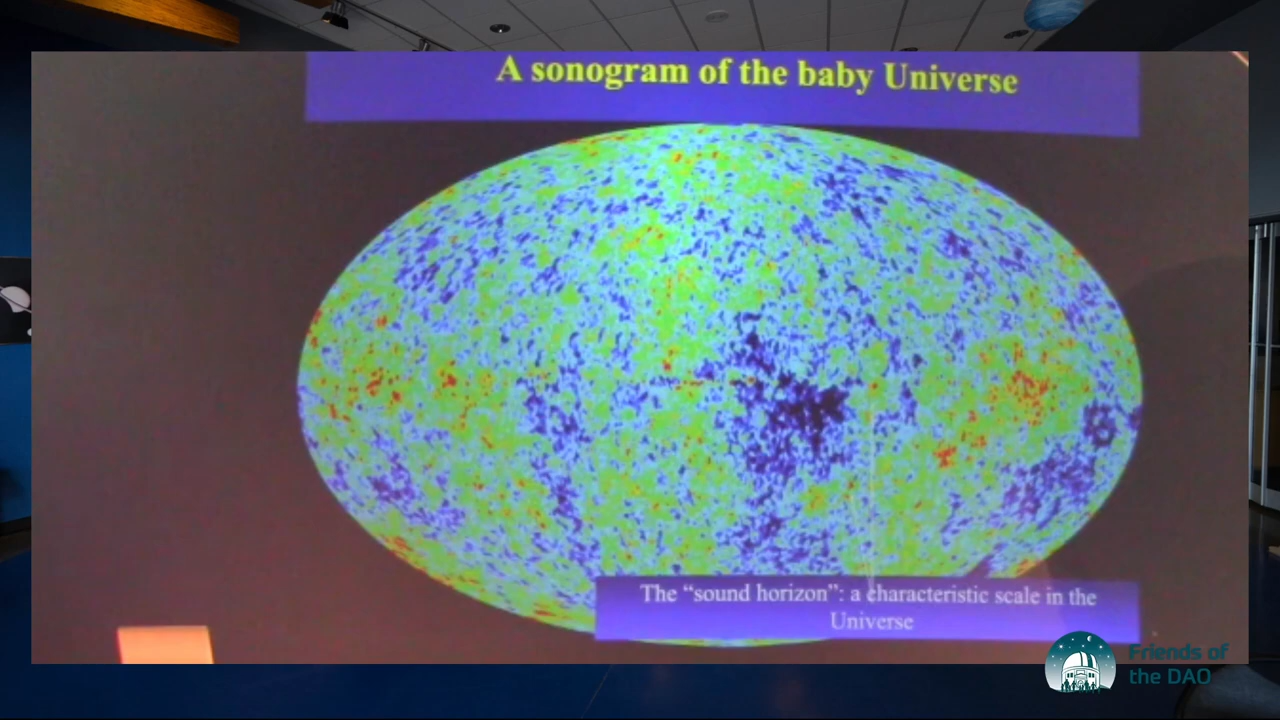 A sonogram of the baby Universe
The “sound horizon”: a characteristic scale in the
Universe
Friends of
the DAO